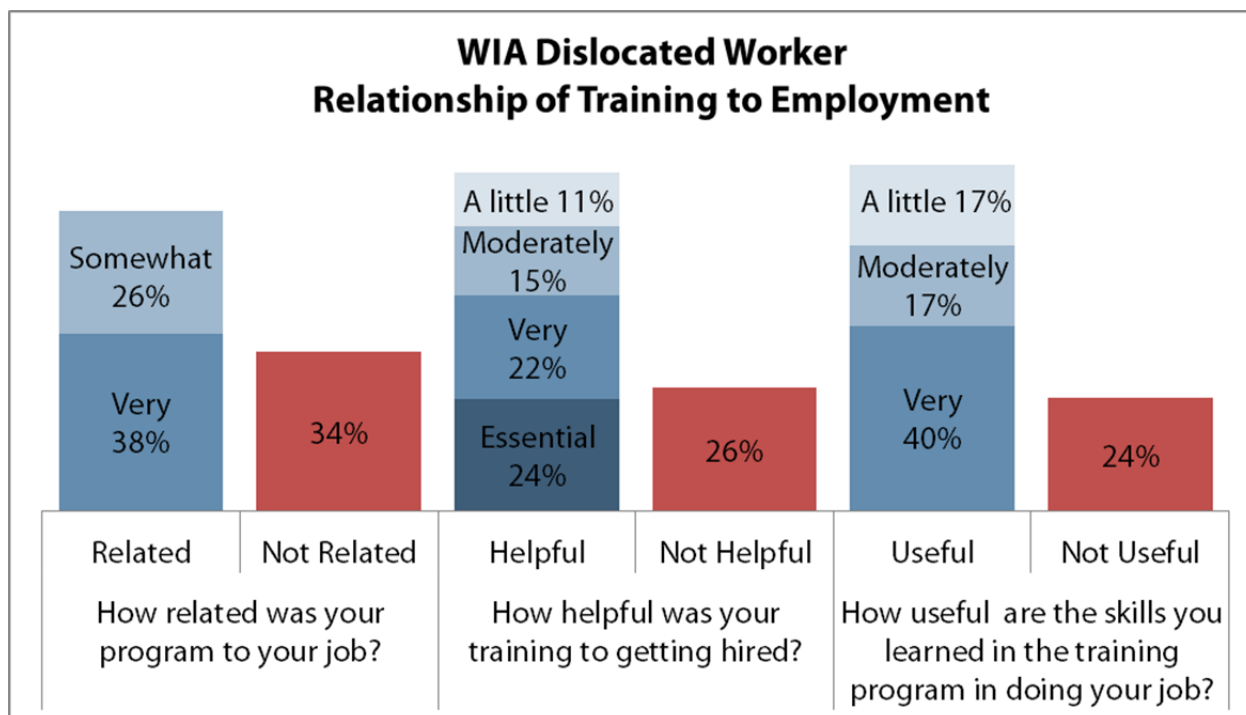 WIA Dislocated Worker
Relationship of Training to Employment
Somewhat
26%
Very
38%
34%
A little 11%
Moderately
15%
Very
22%
Essential
24%
26%
A little 17%
Moderately
17%
Very
40%
24%
Related
Not Related
Helpful
Not Helpful
Useful
Not Useful
How related was your
program to your job?
How helpful was your
training to getting hired?
How useful are the skills you
learned in the training
program in doing your job?